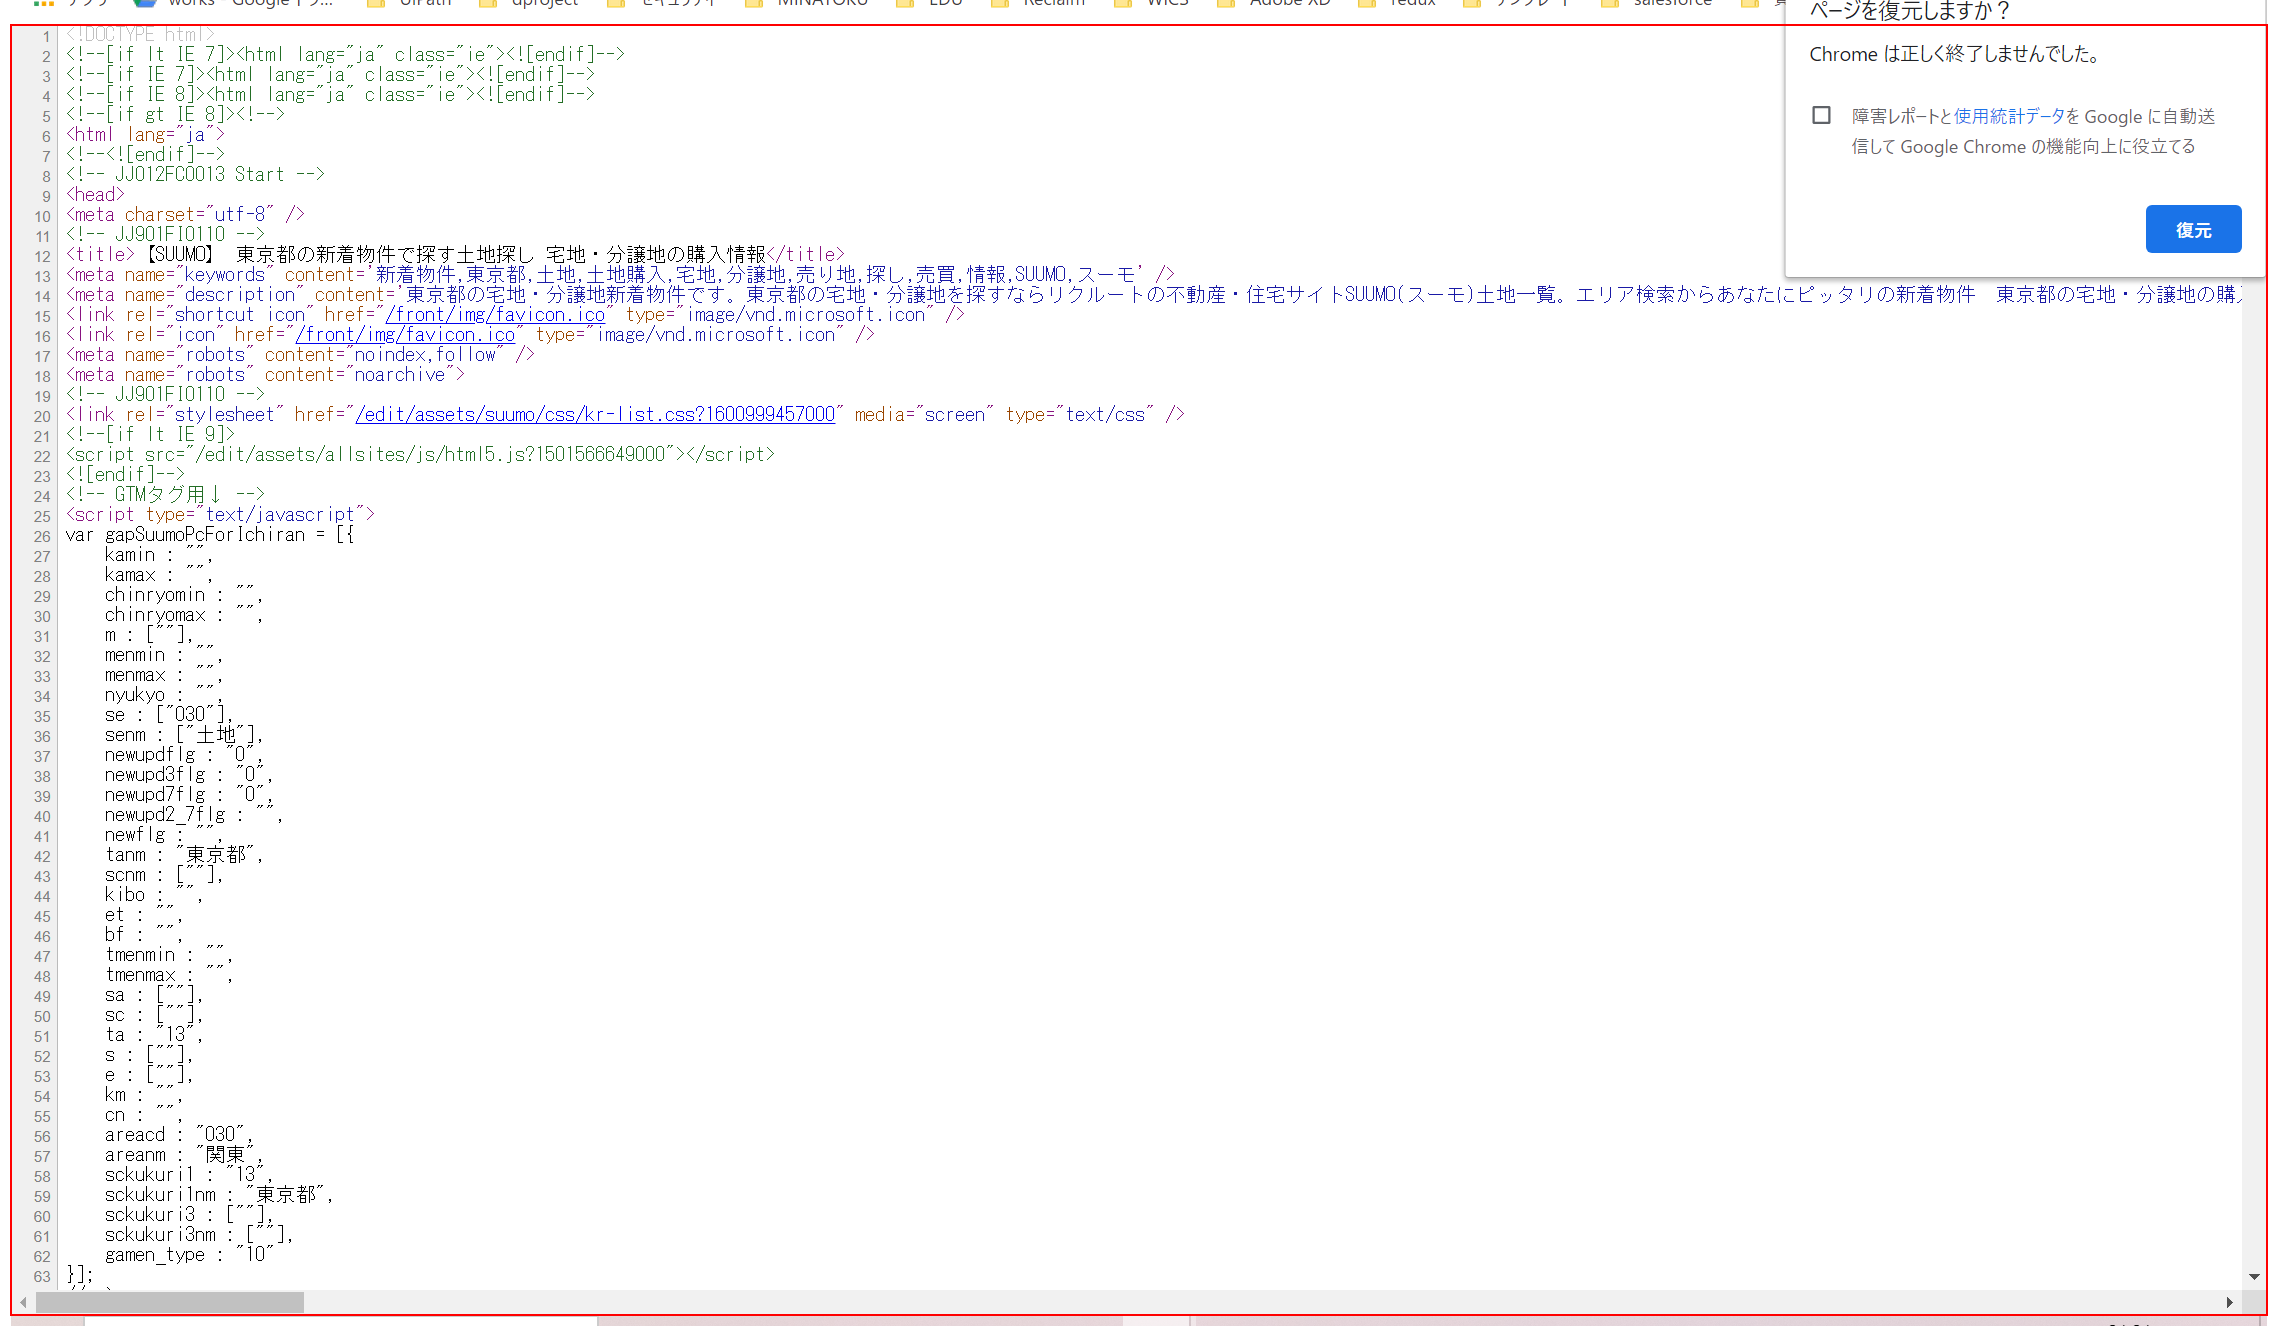 works - Google ドラ...
UiPath
uproject
セキュリティ
MINATOKU
EDU
Reclaim
WICS
Adobe XD
redux
テンプレート
salesforce
ページを復元しますか？
Chrome は正しく終了しませんでした。
障害レポートと使用統計データを Google に自動送
信して Google Chrome の機能向上に役立てる
復元
1 <!DOCTYPE html>
2 <!--[if lt IE 7]><html lang="ja" class="ie"><![endif]-->
3 <!--[if IE 7]><html lang="ja" class="ie"><![endif]-->
4 <!--[if IE 8]><html lang="ja" class="ie"><![endif]-->
5 <!--[if gt IE 8]><!-->
6 <html lang="ja">
7 <!--<![endif]-->
8 <!-- JJ012FC0013 Start -->
9 <head>
10 <meta charset="utf-8" />
11 <!-- JJ901FI0110 -->
12 <title>【SUUMO】 東京都の新着物件で探す土地探し 宅地・分譲地の購入情報</title>
13 <meta name="keywords" content='新着物件,東京都,土地,土地購入,宅地,分譲地,売り地,探し,売買,情報,SUUMO,スーモ' />
14 <meta name="description" content='東京都の宅地・分譲地新着物件です。東京都の宅地・分譲地を探すならリクルートの不動産・住宅サイトSUUMO(スーモ)土地一覧。エリア検索からあなたにピッタリの新着物件　東京都の宅地・分譲地の購
15 <link rel="shortcut icon" href="/front/img/favicon.ico" type="image/vnd.microsoft.icon" />
16 <link rel="icon" href="/front/img/favicon.ico" type="image/vnd.microsoft.icon" />
17 <meta name="robots" content="noindex,follow" />
18 <meta name="robots" content="noarchive">
19 <!-- JJ901FI0110 -->
20 <link rel="stylesheet" href="/edit/assets/suumo/css/kr-list.css?1600999457000" media="screen" type="text/css" />
21 <!--[if lt IE 9]>
22 <script src="/edit/assets/allsites/js/html5.js?1501566649000"></script>
23 <![endif]-->
24 <!-- GTMタグ用↓ -->
25 <script type="text/javascript">
26 var gapSuumoPcForIchiran = [{
27 kamin : "",
28 kamax : "",
29 chinryomin : "",
30 chinryomax : "",
31 m : [""],
32 menmin : "",
33 menmax : "",
34 nyukyo : "",
35 se : ["030"],
36 senm : ["土地"],
37 newupdflg : "0",
38 newupd3flg : "0",
39 newupd7flg : "0",
40 newupd2_7flg : "",
41 newflg : "",
42 tanm : "東京都",
43 scnm : [""],
44 kibo : "",
45 et : "",
46 bf : "",
47 tmenmin : "",
48 tmenmax : "",
49 sa : [""],
50 sc : [""],
51 ta : "13",
52 s : [""],
53 e : [""],
54 km : "",
55 cn : "",
56 areacd : "030",
57 areanm : "関東",
58 sckukuri1 : "13",
59 sckukuri1nm : "東京都",
60 sckukuri3 : [""],
61 sckukuri3nm : [""],
62 gamen_type : "10"
63 }];